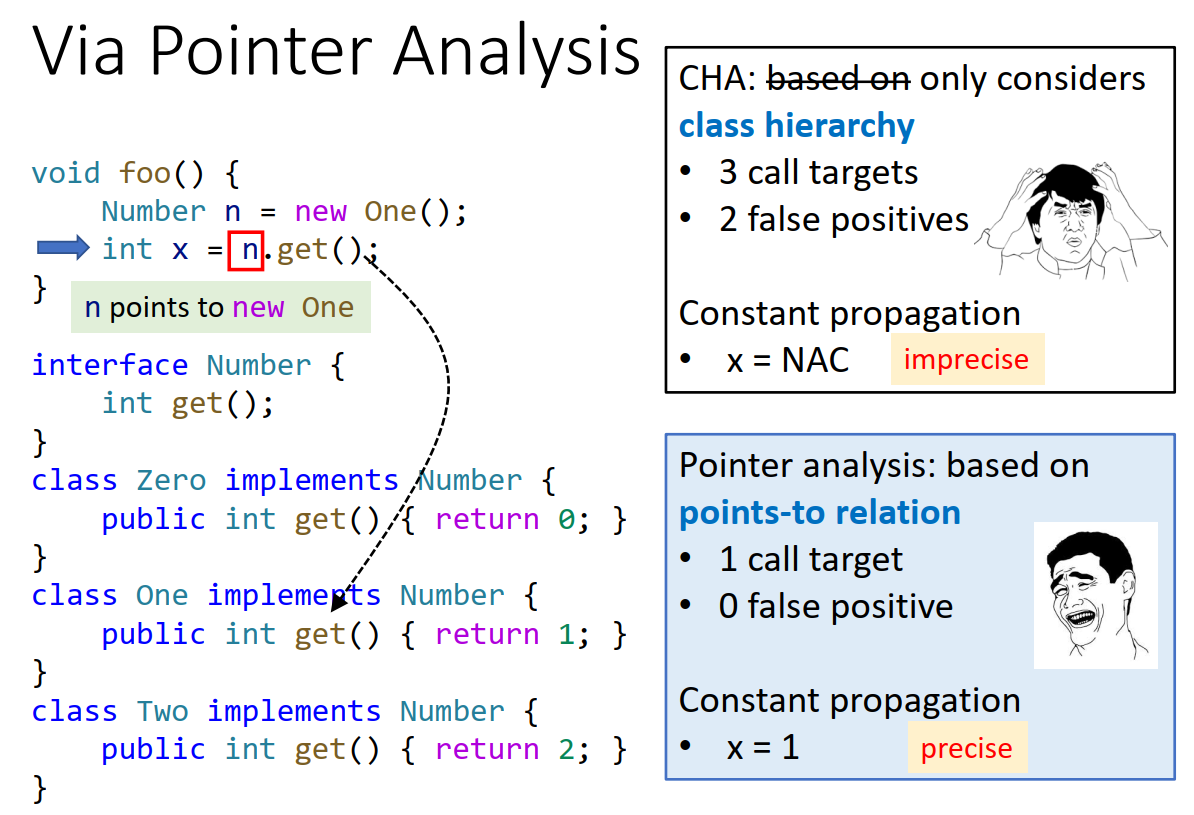 Via Pointer Analysis
void foo() {
    Number n = new One();
    int x = n.get();
}
n points to new One
interface Number {
    int get();
}
class Zero implements Number {
    public int get() { return 0; }
}
class One implements Number {
    public int get() { return 1; }
}
class Two implements Number {
    public int get() { return 2; }
}
CHA: based on only considers
class hierarchy
• 3 call targets
• 2 false positives
Constant propagation
• x = NAC imprecise
Pointer analysis: based on
points-to relation
• 1 call target
• 0 false positive
Constant propagation
• x = 1 precise